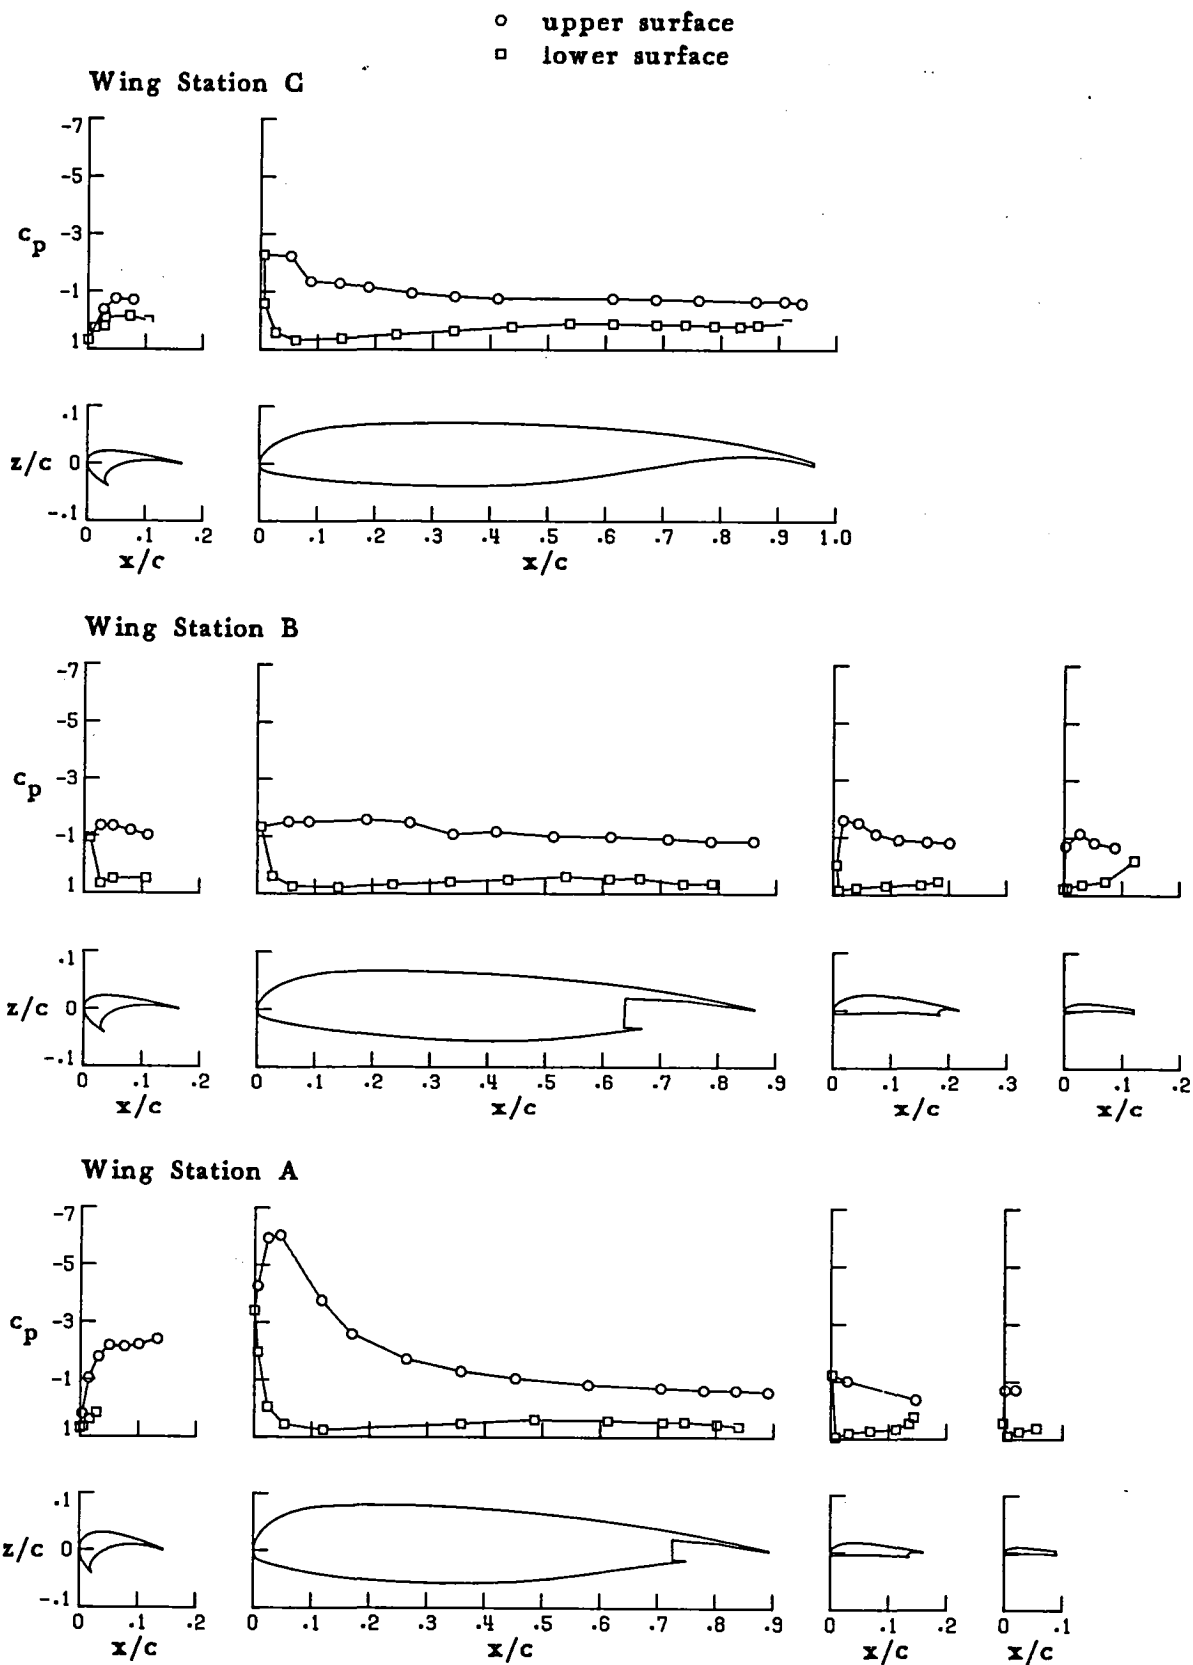 upper surface
lower surface
Wing Station C
-7
-5
-3
-1
1
c_p
.1
0
-.1
z/c
0 .1 .2
0 .1 .2 .3 .4 .5 .6 .7 .8 .9 1.0
x/c x/c
Wing Station B
-7
-5
-3
-1
1
c_p
.1
0
-.1
z/c
0 .1 .2
0 .1 .2 .3 .4 .5 .6 .7 .8 .9
0 .1 .2 .3
0 .1 .2
x/c x/c x/c x/c
Wing Station A
-7
-5
-3
-1
1
c_p
.1
0
-.1
z/c
0 .1 .2
0 .1 .2 .3 .4 .5 .6 .7 .8 .9
0 .1 .2
0 .1
x/c x/c x/c x/c